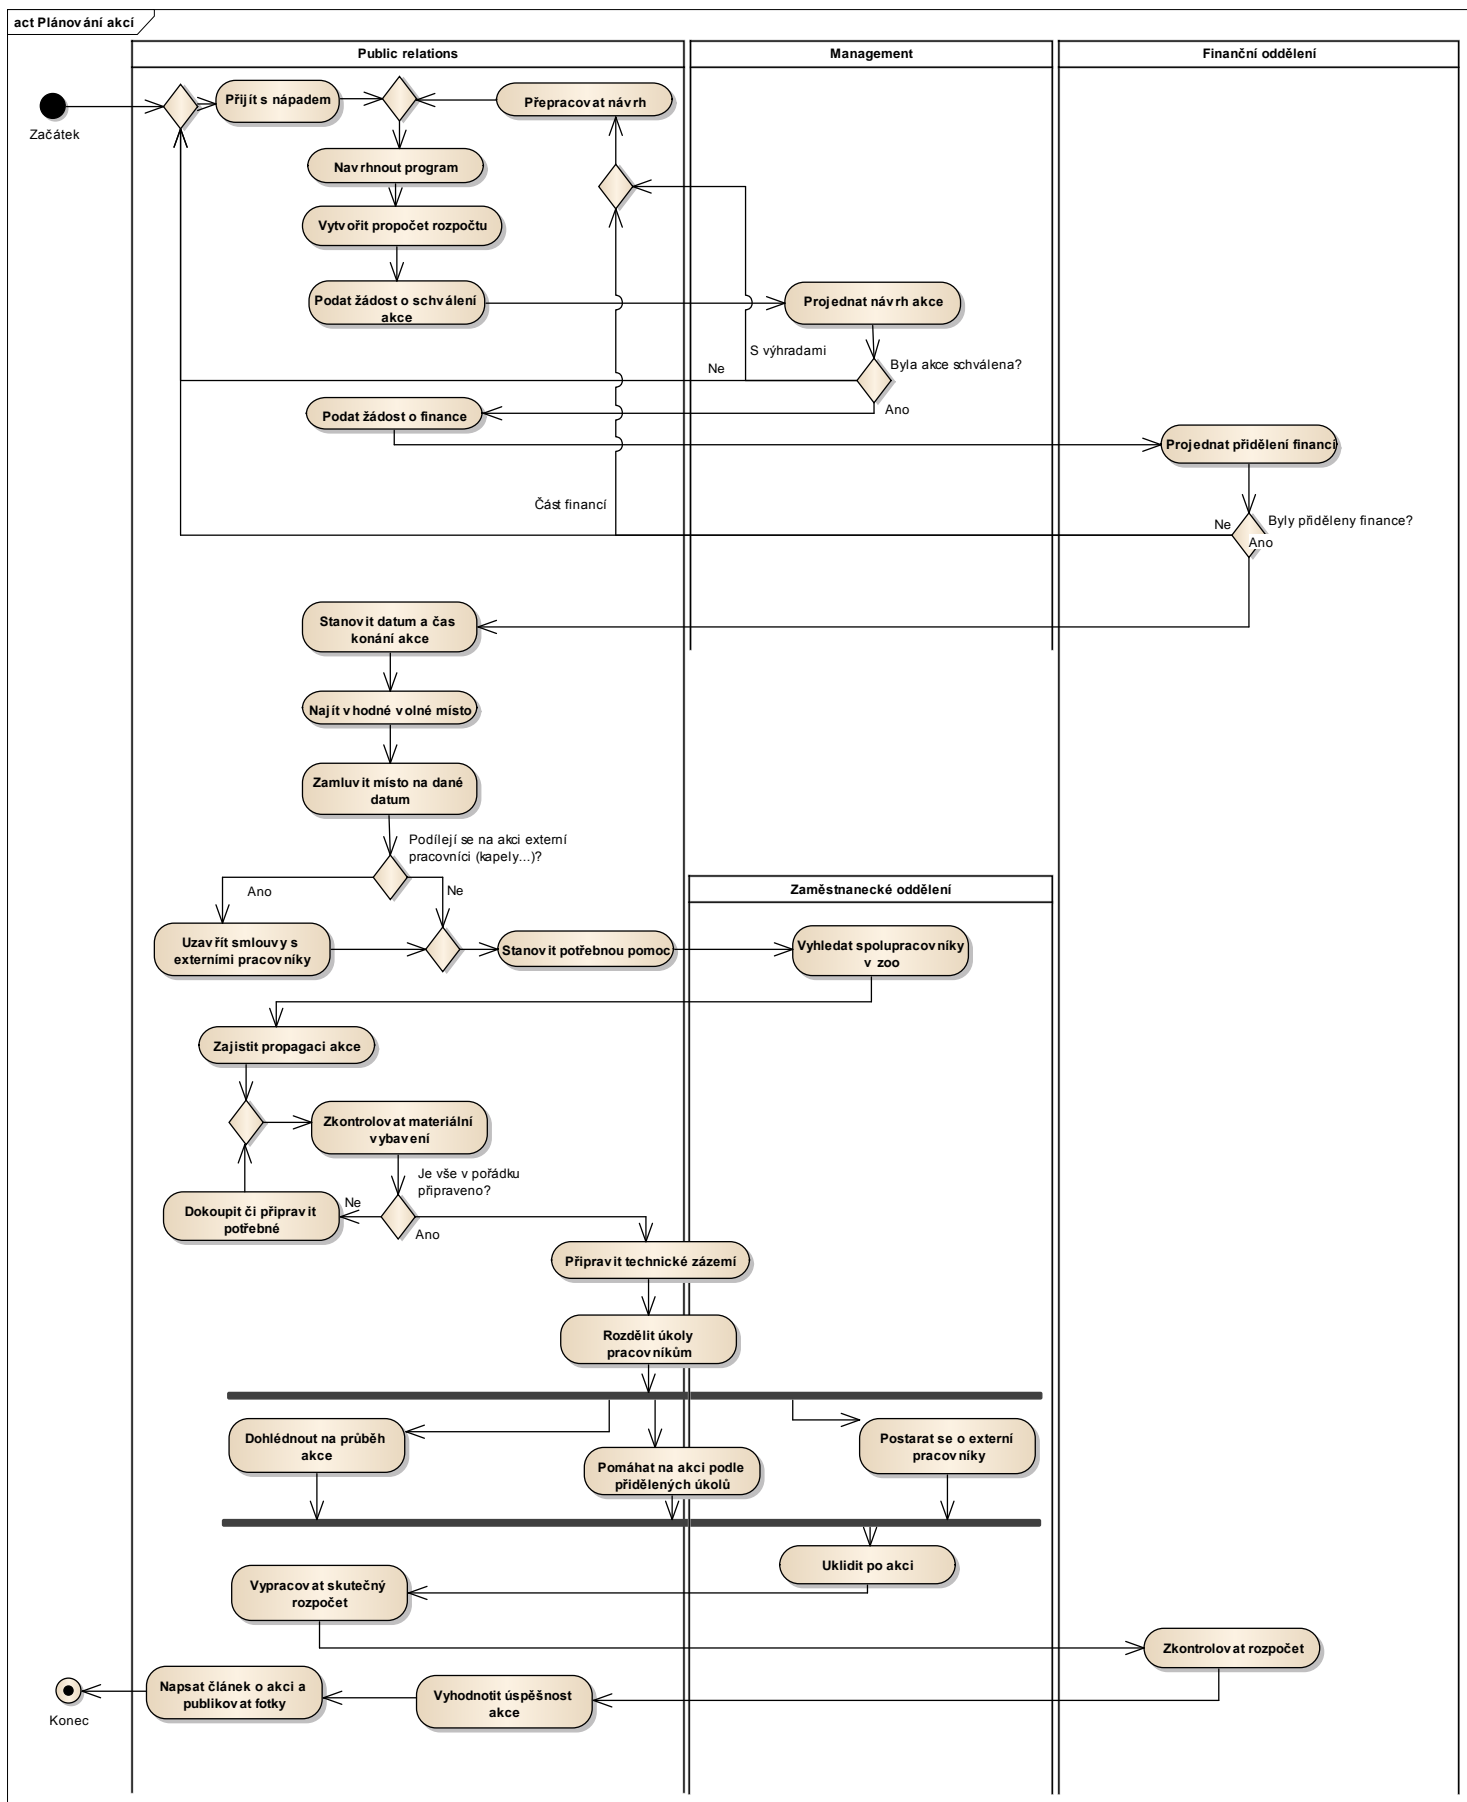 act Plánování akcí
Public relations
Management
Finanční oddělení
Začátek
Přijít s nápadem
Přepracovat návrh
Navrhnout program
Vytvořit propočet rozpočtu
Podat žádost o schválení
akce
Projednat návrh akce
S výhradami
Byla akce schválena?
Ne
Ano
Podat žádost o finance
Projednat přidělení financí
Část financí
Ne
Byly přiděleny finance?
Ano
Stanovit datum a čas
konání akce
Najít vhodné volné místo
Zamluvit místo na dané
datum
Podílejí se na akci externí
pracovníci (kapely...)?
Ano
Ne
Zaměstnanecké oddělení
Uzavřít smlouvy s
externími pracovníky
Stanovit potřebnou pomoc
Vyhledat spolupracovníky
v zoo
Zajistit propagaci akce
Zkontrolovat materiální
vybavení
Je vše v pořádku
připraveno?
Dokoupit či připravit
potřebné
Ne
Ano
Připravit technické zázemí
Rozdělit úkoly
pracovníkům
Dohlédnout na průběh
akce
Pomáhat na akci podle
přidělených úkolů
Postarat se o externí
pracovníky
Uklidit po akci
Vypracovat skutečný
rozpočet
Zkontrolovat rozpočet
Napsat článek o akci a
publikovat fotky
Vyhodnotit úspěšnost
akce
Konec